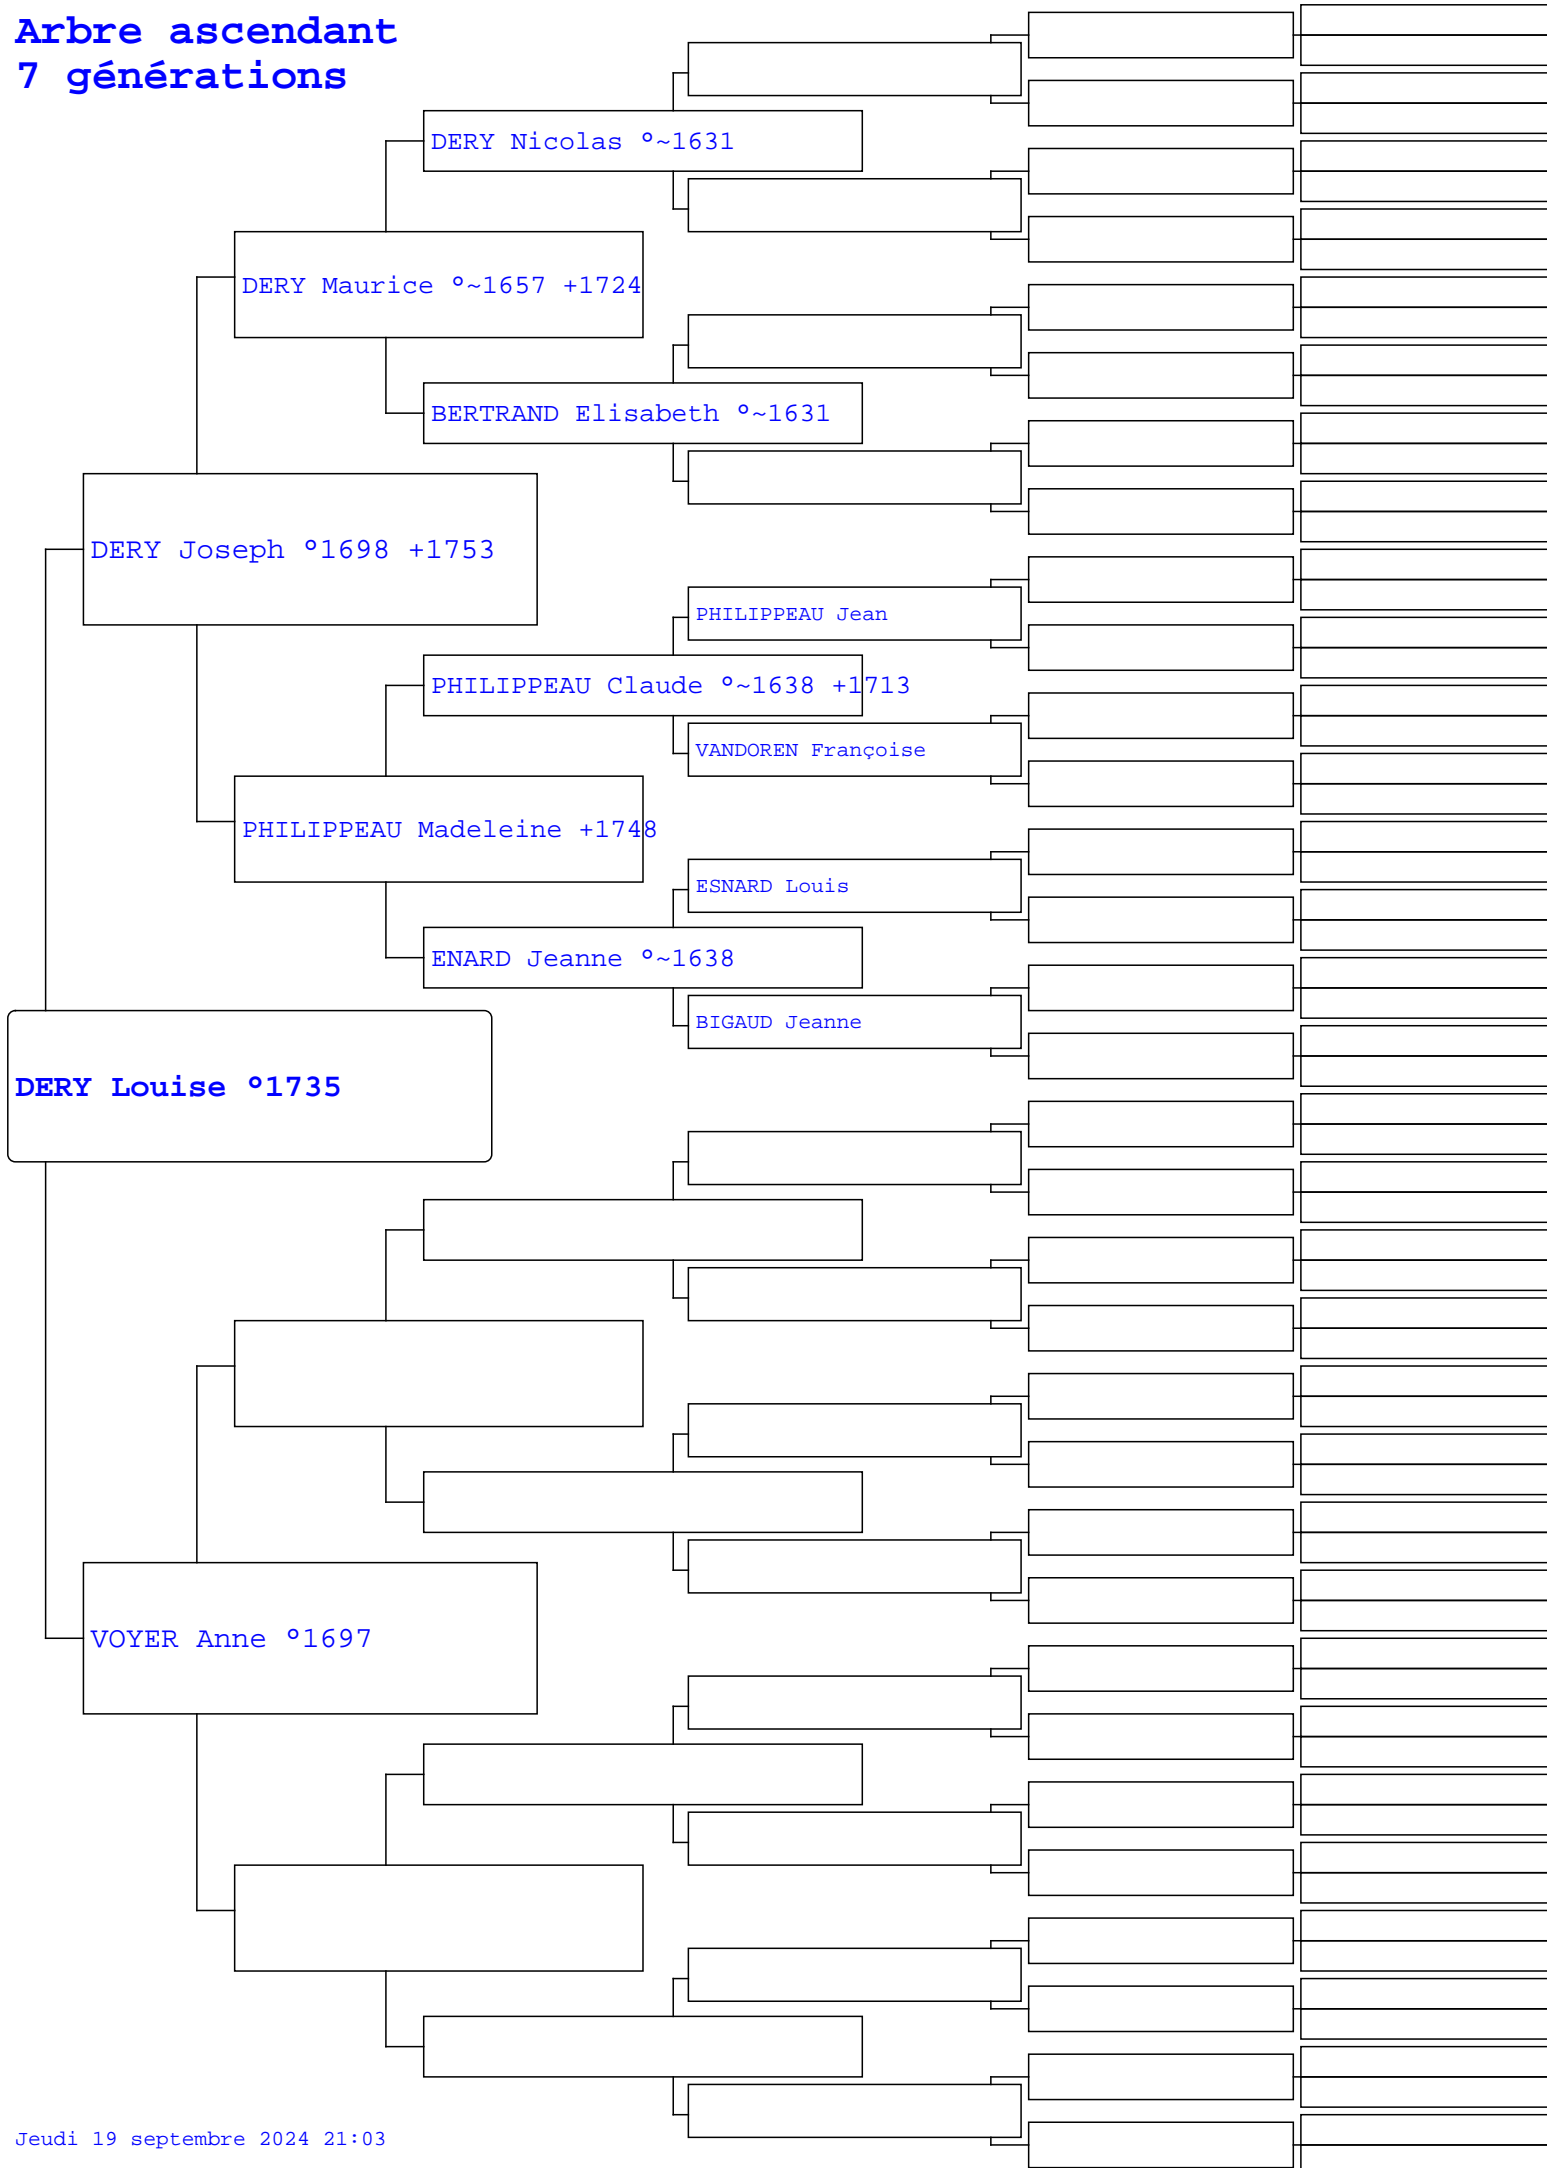 Arbre ascendant
7 générations
DERY Nicolas °~1631
DERY Maurice °~1657 +1724
BERTRAND Elisabeth °~1631
DERY Joseph °1698 +1753
PHILIPPEAU Jean
PHILIPPEAU Claude °~1638 +1713
VANDOREN Françoise
PHILIPPEAU Madeleine +1748
ESNARD Louis
ENARD Jeanne °~1638
BIGAUD Jeanne
DERY Louise °1735
VOYER Anne °1697
Jeudi 19 septembre 2024 21:03